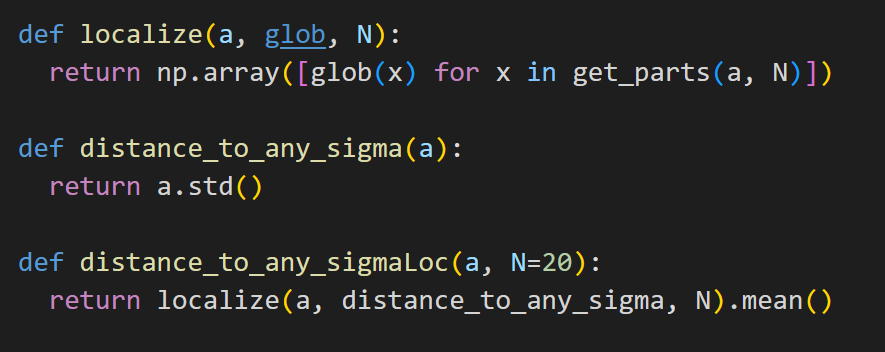 def localize(a, glob, N):
  return np.array([glob(x) for x in get_parts(a, N)])
def distance_to_any_sigma(a):
  return a.std()
def distance_to_any_sigmaLoc(a, N=20):
  return localize(a, distance_to_any_sigma, N).mean()